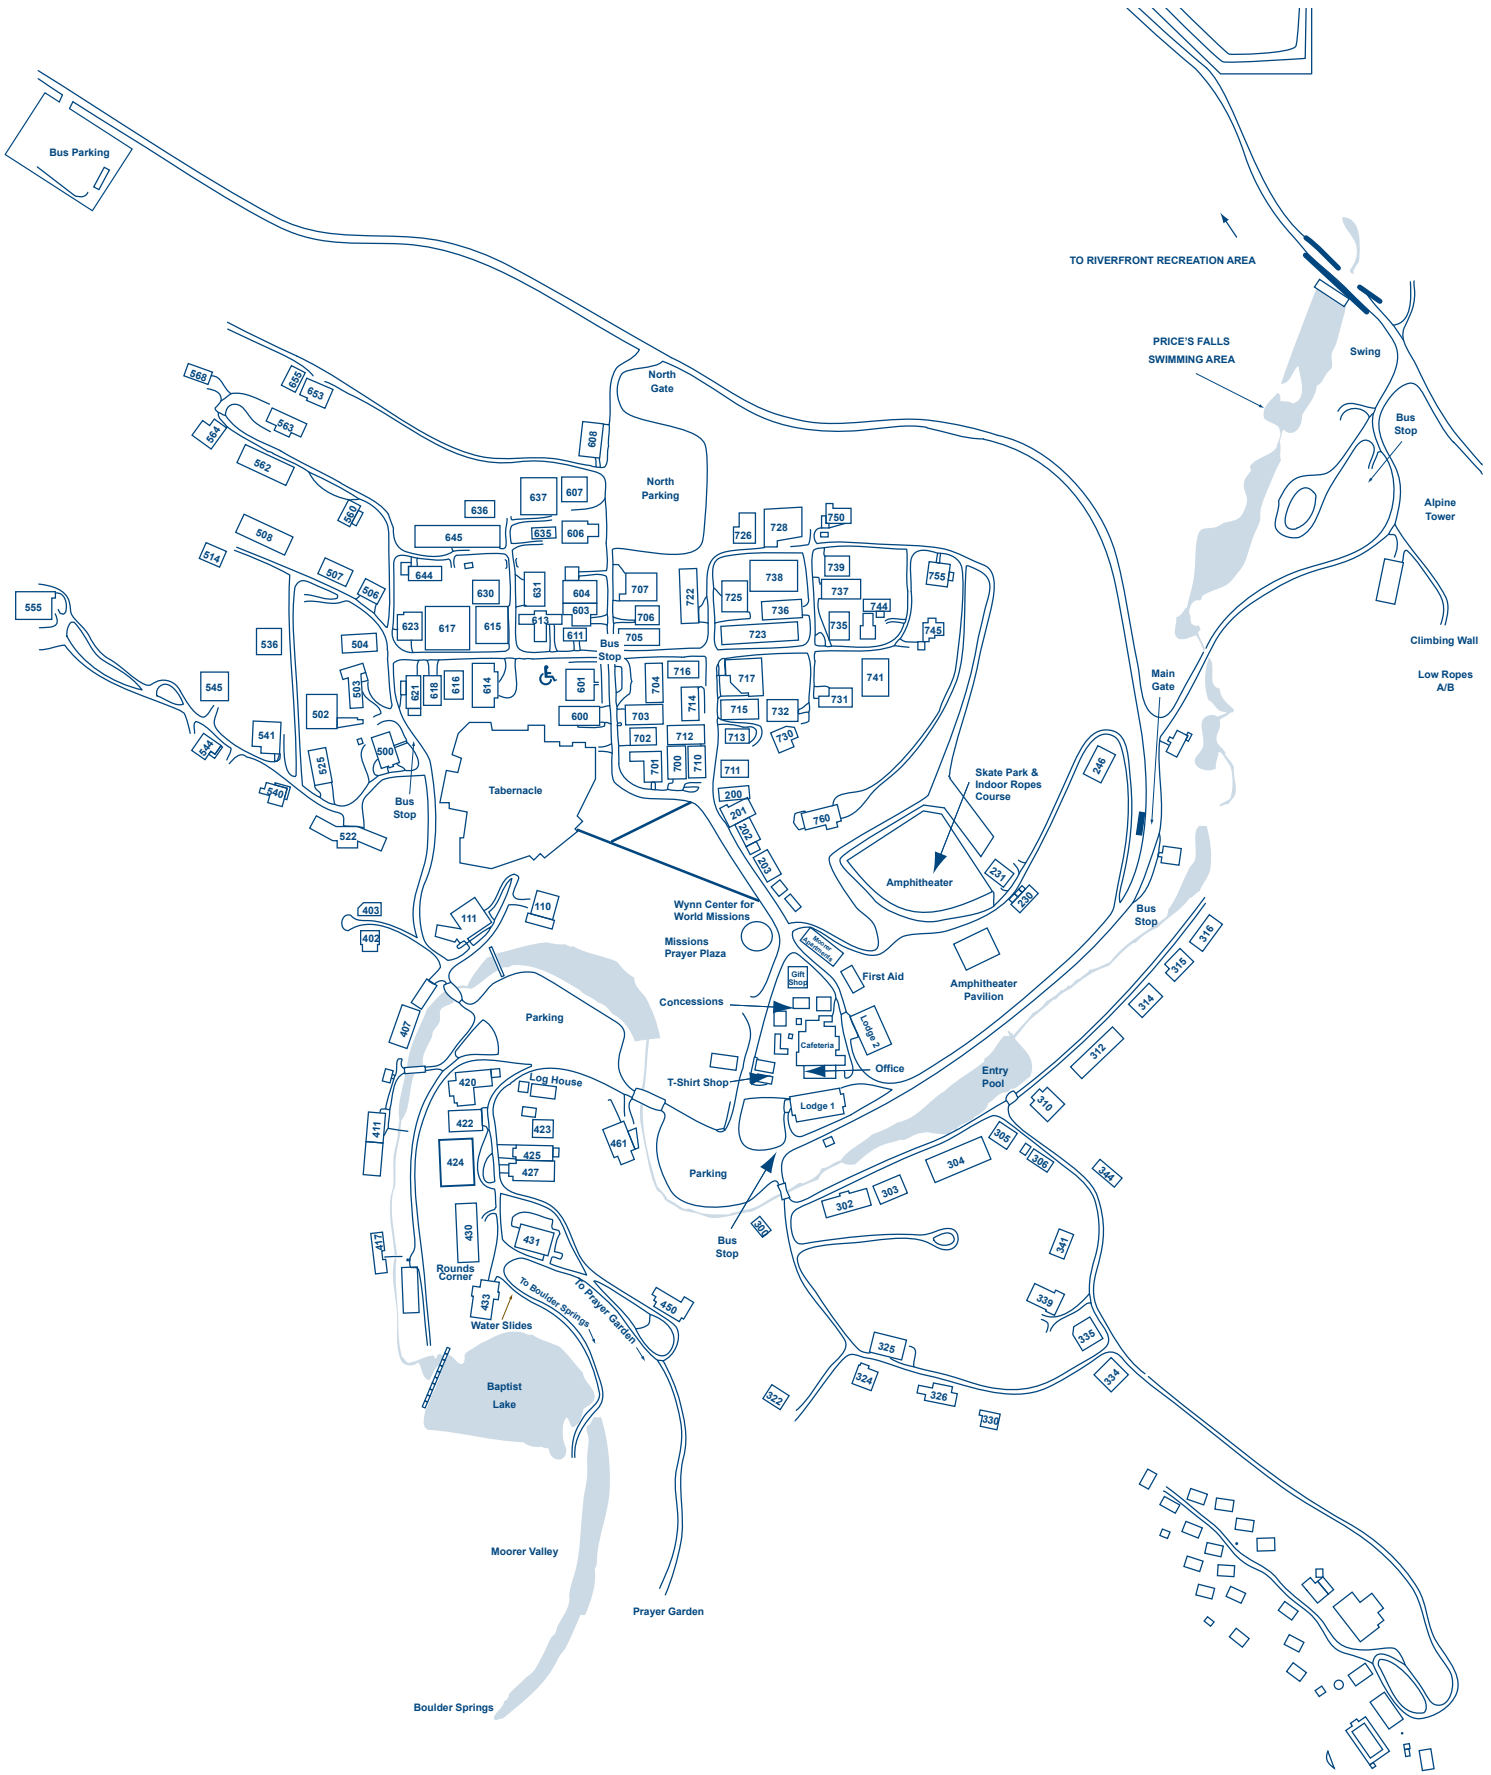 Bus Parking
TO RIVERFRONT RECREATION AREA
PRICE'S FALLS
SWIMMING AREA
Swing
Bus
Stop
Alpine
Tower
Climbing Wall
Low Ropes
A/B
North
Gate
North
Parking
568
655
653
563
564
562
560
508
514
507
506
555
536
504
545
503
502
541
544
525
500
540
522
Bus
Stop
608
637
607
636
645
635
606
644
630
631
604
603
623
617
615
613
611
Bus
Stop
621
618
616
614
601
600
Tabernacle
707
706
705
722
726
728
750
738
725
736
723
739
737
735
744
755
745
716
704
714
703
702
712
701
700
710
717
715
732
713
730
711
731
741
200
201
202
203
760
Skate Park &
Indoor Ropes
Course
Amphitheater
246
231
230
Main
Gate
Bus
Stop
316
315
314
312
310
Amphitheater
Pavilion
403
402
111
110
407
Wynn Center for
World Missions
Missions
Prayer Plaza
Moorer
Apartments
First Aid
Gift
Shop
Concessions
Lodge 2
Cafeteria
Office
T-Shirt Shop
Lodge 1
Entry
Pool
Parking
Parking
Bus
Stop
420
Log House
422
423
411
424
425
427
461
430
431
417
Rounds
Corner
433
Water Slides
To Boulder Springs
To Prayer Garden
450
305
306
304
303
302
300
344
341
339
335
334
325
324
326
322
330
Baptist
Lake
Moorer Valley
Prayer Garden
Boulder Springs